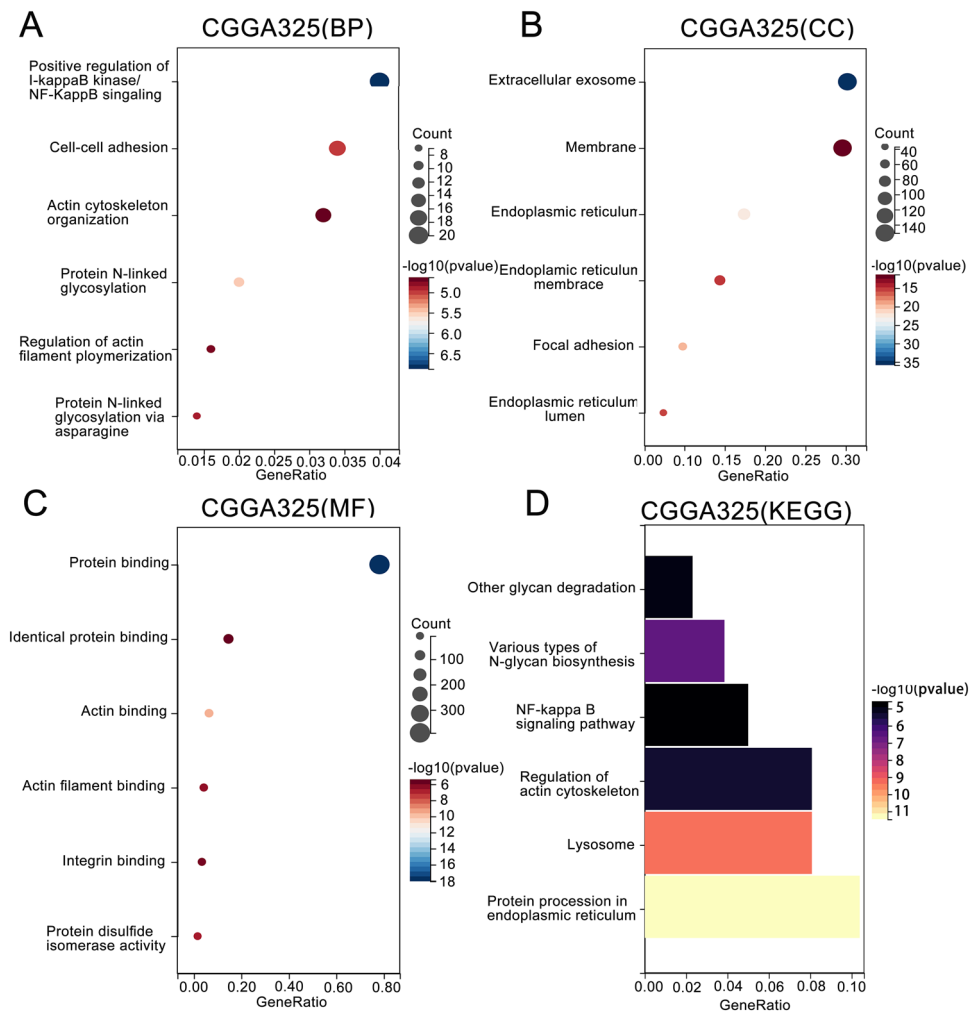 A
CGGA325(BP)
Positive regulation of
I-kappaB kinase/
NF-KappB singaling
Cell-cell adhesion
Actin cytoskeleton
organization
Protein N-linked
glycosylation
Regulation of actin
filament ploymerization
Protein N-linked
glycosylation via
asparagine
0.015 0.02 0.025 0.03 0.035 0.04
GeneRatio
Count
8
10
12
14
16
18
20
-log10(pvalue)
5.0
5.5
6.0
6.5
B
CGGA325(CC)
Extracellular exosome
Membrane
Endoplasmic reticulum
Endoplamic reticulun
membrace
Focal adhesion
Endoplasmic reticulum
lumen
0.00 0.10 0.15 0.20 0.30
GeneRatio
Count
40
60
80
100
120
140
-log10(pvalue)
15
20
25
30
35
C
CGGA325(MF)
Protein binding
Identical protein binding
Actin binding
Actin filament binding
Integrin binding
Protein disulfide
isomerase activity
0.00 0.20 0.40 0.60 0.80
GeneRatio
Count
100
200
300
-log10(pvalue)
6
8
10
12
14
16
18
D
CGGA325(KEGG)
Other glycan degradation
Various types of
N-glycan biosynthesis
NF-kappa B
signaling pathway
Regulation of
actin cytoskeleton
Lysosome
Protein procession in
endoplasmic reticulum
0.00 0.02 0.04 0.06 0.08 0.10
GeneRatio
-log10(pvalue)
5
6
7
8
9
10
11